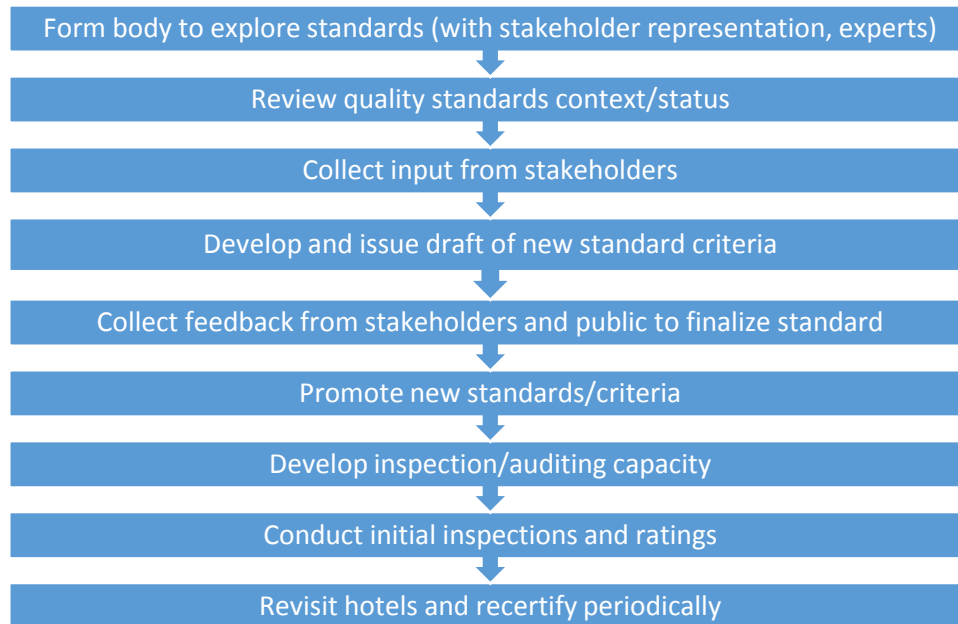 Form body to explore standards (with stakeholder representation, experts)
Review quality standards context/status
Collect input from stakeholders
Develop and issue draft of new standard criteria
Collect feedback from stakeholders and public to finalize standard
Promote new standards/criteria
Develop inspection/auditing capacity
Conduct initial inspections and ratings
Revisit hotels and recertify periodically